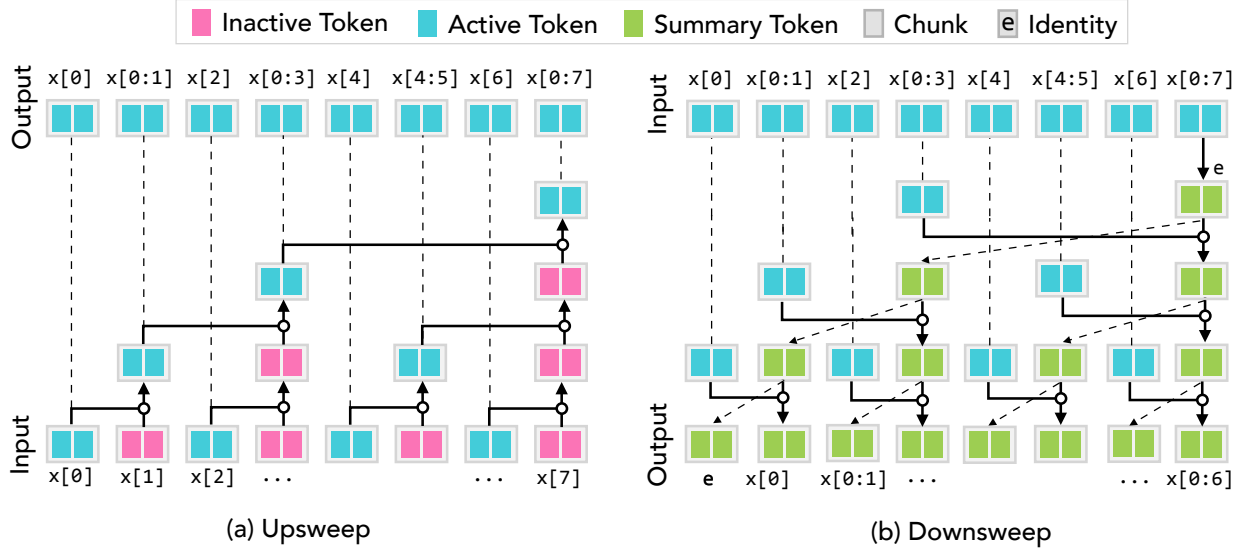 Inactive Token Active Token Summary Token Chunk e Identity
Output
x[0] x[0:1] x[2] x[0:3] x[4] x[4:5] x[6] x[0:7]
Input
x[0] x[1] x[2] ... ... x[7]
(a) Upsweep
Input
x[0] x[0:1] x[2] x[0:3] x[4] x[4:5] x[6] x[0:7]
e
Output
e x[0] x[0:1] ... ... x[0:6]
(b) Downsweep